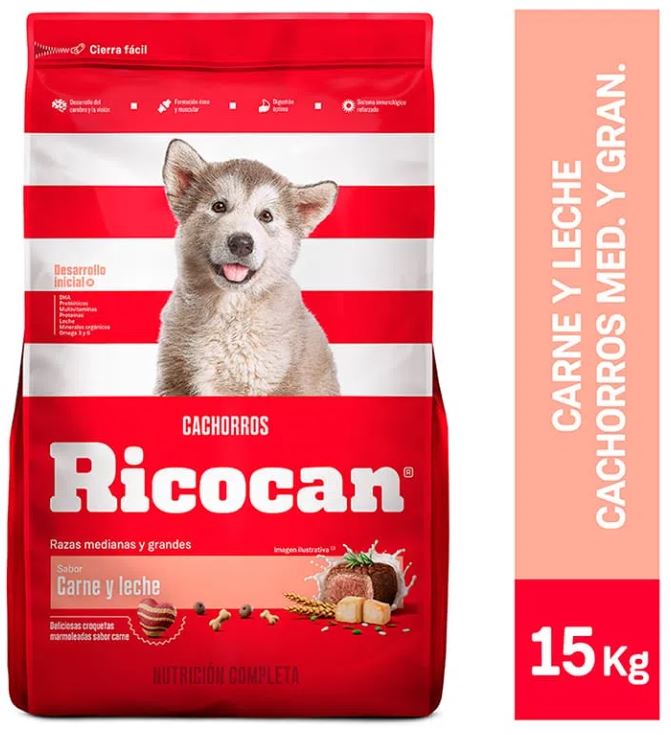 Cierra fácil
Desarrollo del
cerebro y la visión
Formación ósea
y muscular
Digestión
óptima
Sistema inmunológico
reforzado
Desarrollo
inicial
DHA
Prebióticos
Multivitaminas
Proteínas
Leche
Minerales orgánicos
Omega 3 y 6
CACHORROS
Ricocan®
Razas medianas y grandes
Imagen ilustrativa
Sabor
Carne y leche
Deliciosas croquetas
marmoleadas sabor carne
NUTRICIÓN COMPLETA
CARNE Y LECHE
CACHORROS MED. Y GRAN.
15 Kg